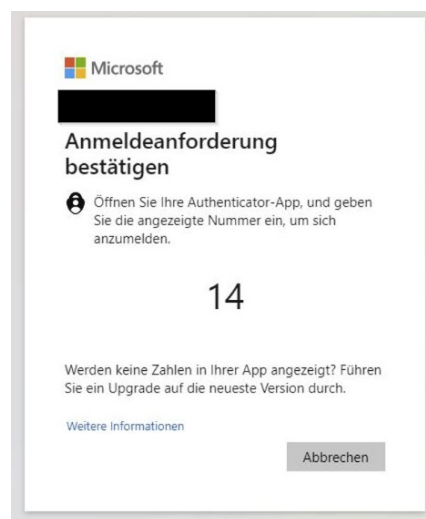 Microsoft
Anmeldeanforderung
bestätigen
Öffnen Sie Ihre Authenticator-App, und geben
Sie die angezeigte Nummer ein, um sich
anzumelden.
14
Werden keine Zahlen in Ihrer App angezeigt? Führen
Sie ein Upgrade auf die neueste Version durch.
Weitere Informationen
Abbrechen